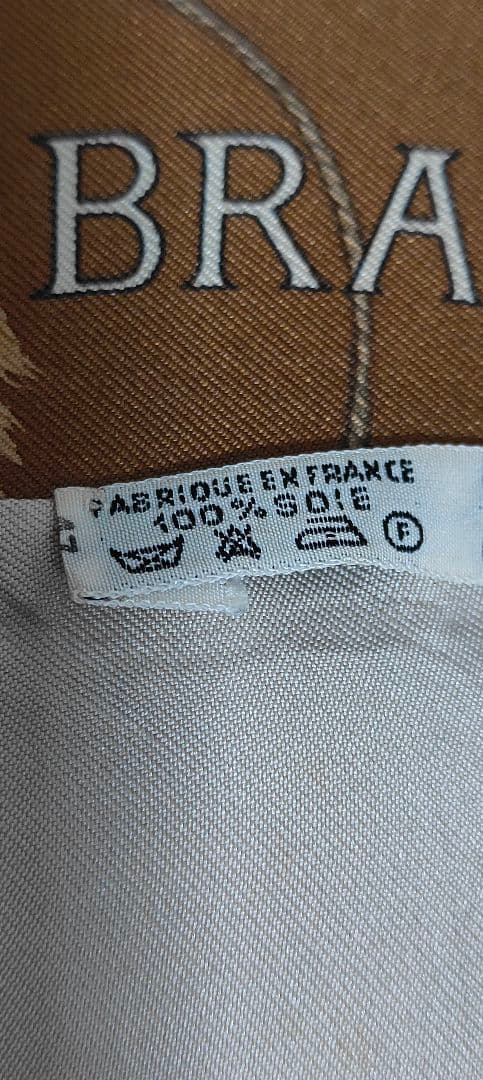 BRA
FABRIQUE EN FRANCE
100% SOIE
F